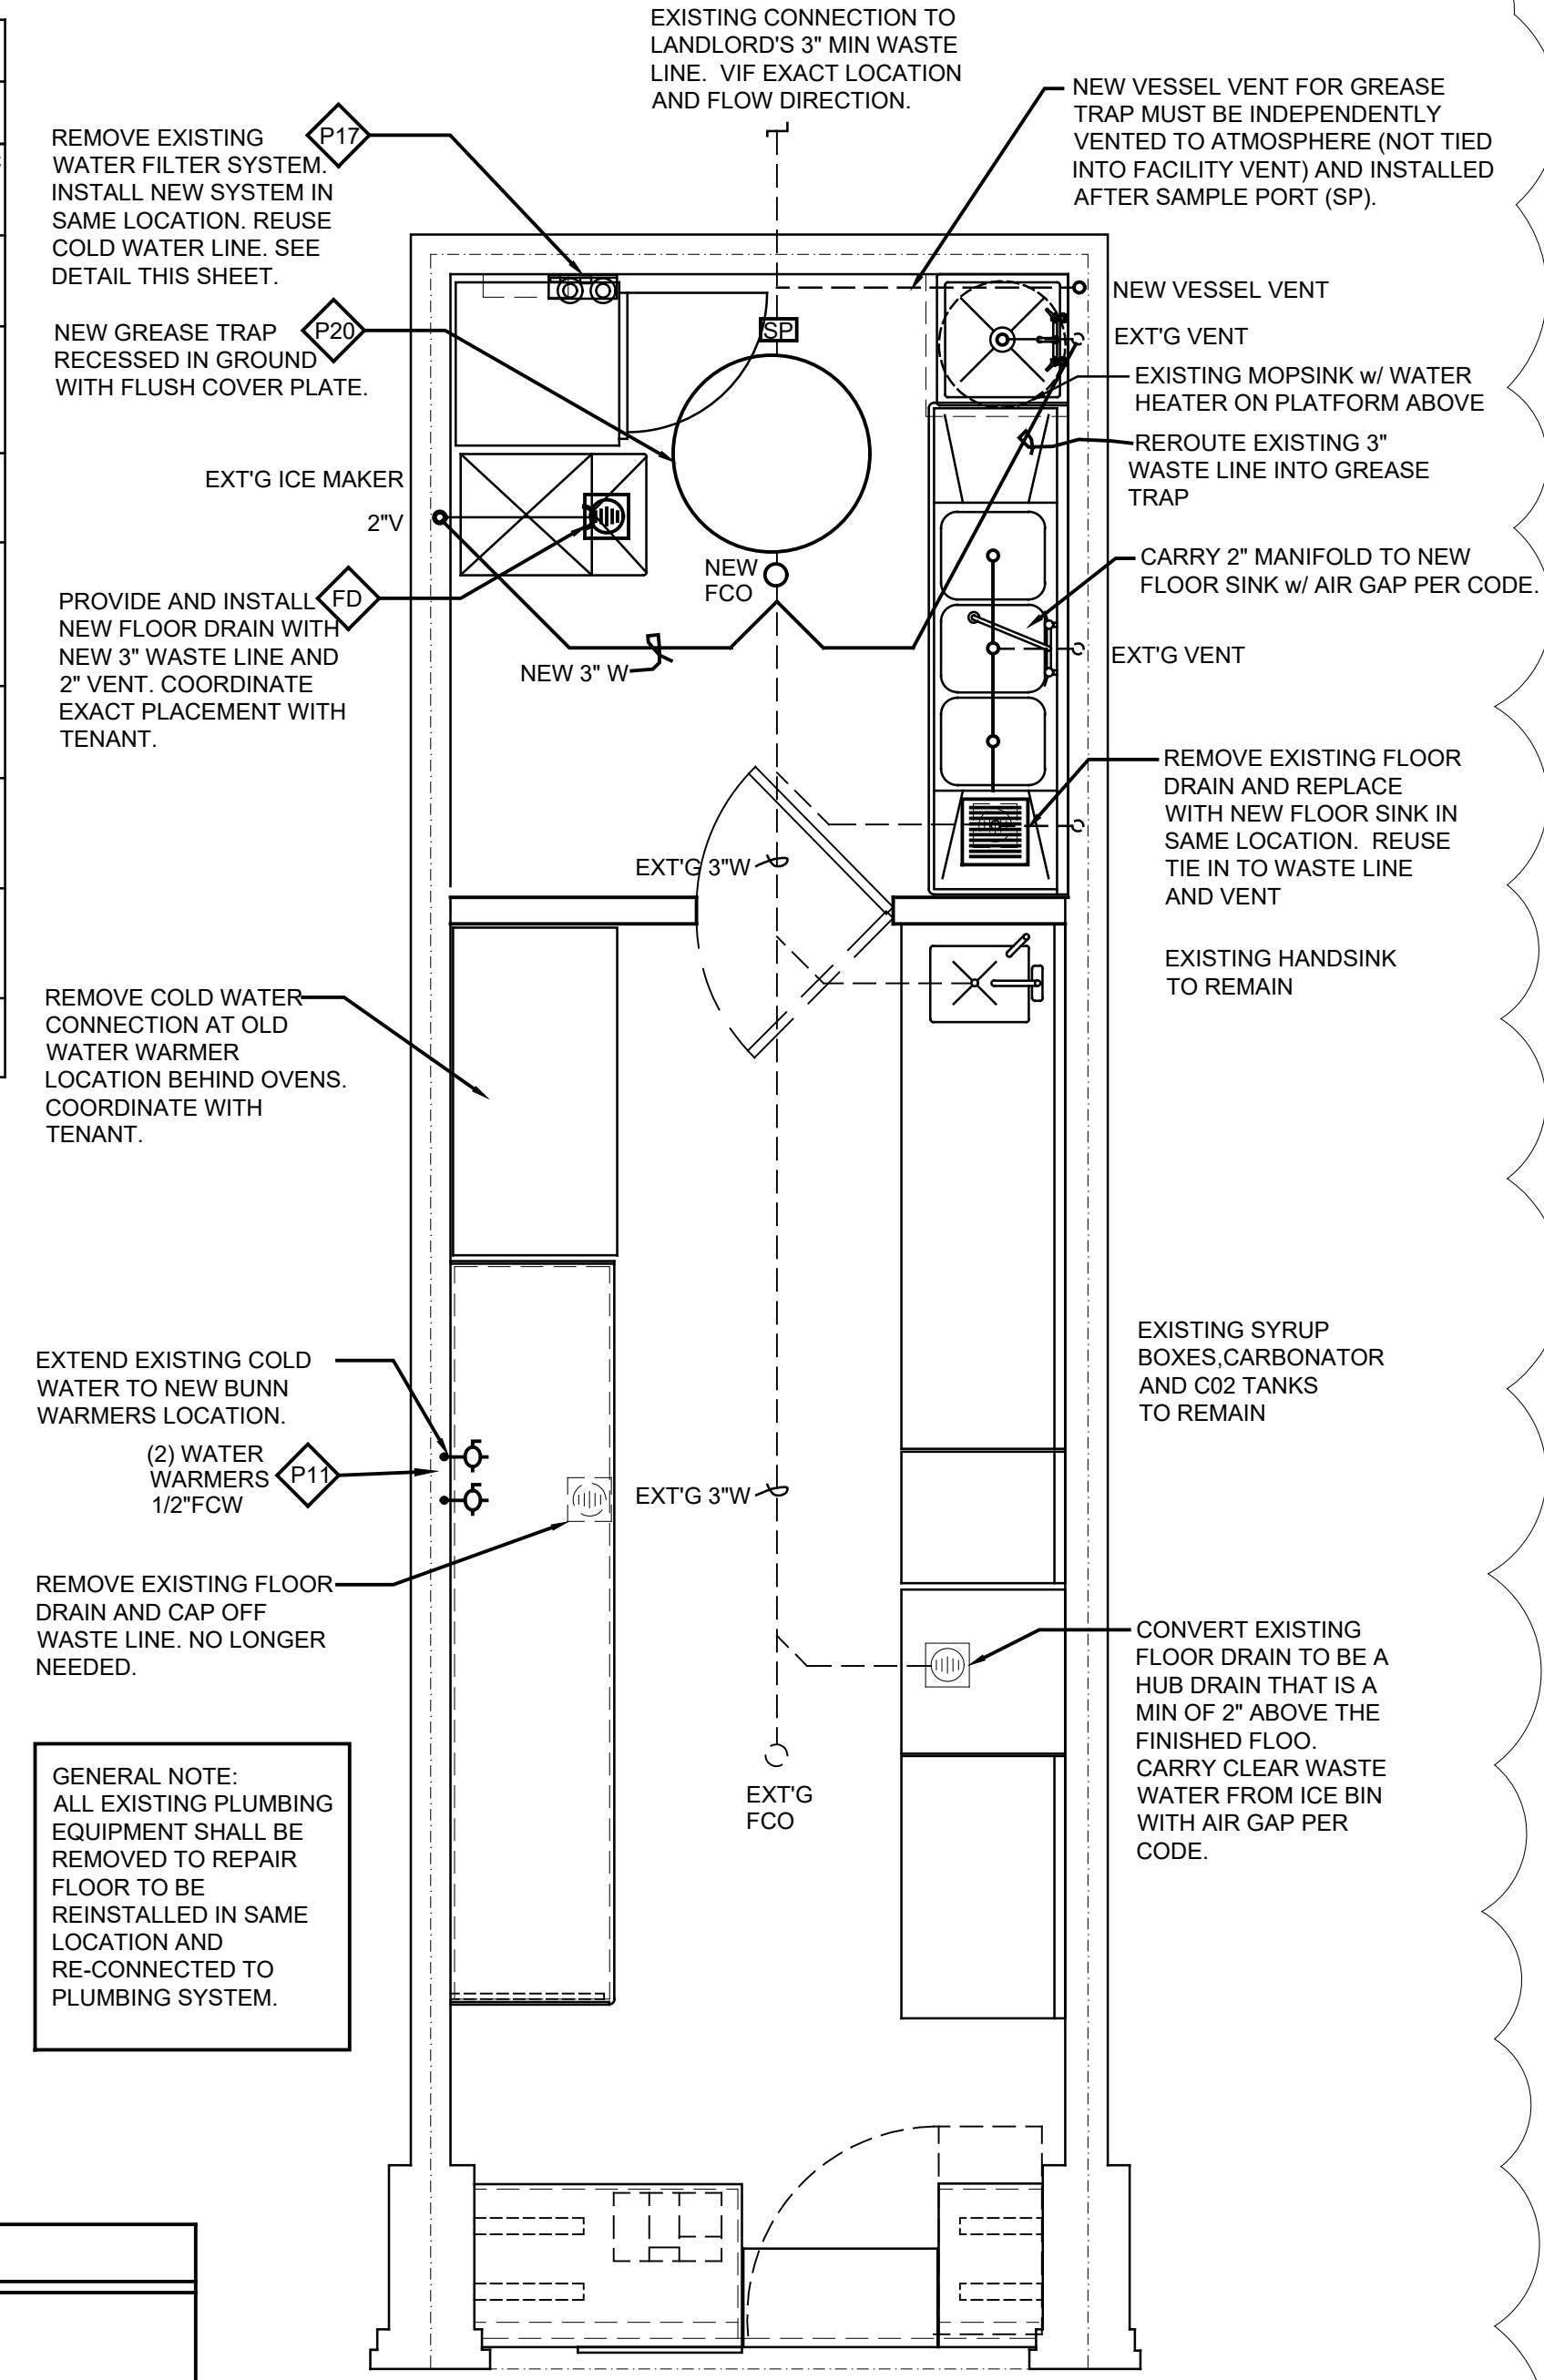 EXISTING CONNECTION TO
LANDLORD'S 3" MIN WASTE
LINE. VIF EXACT LOCATION
AND FLOW DIRECTION.
NEW VESSEL VENT FOR GREASE
TRAP MUST BE INDEPENDENTLY
VENTED TO ATMOSPHERE (NOT TIED
INTO FACILITY VENT) AND INSTALLED
AFTER SAMPLE PORT (SP).
REMOVE EXISTING
WATER FILTER SYSTEM.
INSTALL NEW SYSTEM IN
SAME LOCATION. REUSE
COLD WATER LINE. SEE
DETAIL THIS SHEET.
P17
NEW GREASE TRAP
RECESSED IN GROUND
WITH FLUSH COVER PLATE.
P20
SP
NEW VESSEL VENT
EXT'G VENT
EXISTING MOPSINK w/ WATER
HEATER ON PLATFORM ABOVE
REROUTE EXISTING 3"
WASTE LINE INTO GREASE
TRAP
EXT'G ICE MAKER
2"V
CARRY 2" MANIFOLD TO NEW
FLOOR SINK w/ AIR GAP PER CODE.
NEW
FCO
PROVIDE AND INSTALL
NEW FLOOR DRAIN WITH
NEW 3" WASTE LINE AND
2" VENT. COORDINATE
EXACT PLACEMENT WITH
TENANT.
FD
NEW 3" W
EXT'G VENT
REMOVE EXISTING FLOOR
DRAIN AND REPLACE
WITH NEW FLOOR SINK IN
SAME LOCATION. REUSE
TIE IN TO WASTE LINE
AND VENT
EXT'G 3"W
EXISTING HANDSINK
TO REMAIN
REMOVE COLD WATER
CONNECTION AT OLD
WATER WARMER
LOCATION BEHIND OVENS.
COORDINATE WITH
TENANT.
EXISTING SYRUP
BOXES,CARBONATOR
AND C02 TANKS
TO REMAIN
EXTEND EXISTING COLD
WATER TO NEW BUNN
WARMERS LOCATION.
(2) WATER
WARMERS
1/2"FCW
P11
EXT'G 3"W
REMOVE EXISTING FLOOR
DRAIN AND CAP OFF
WASTE LINE. NO LONGER
NEEDED.
CONVERT EXISTING
FLOOR DRAIN TO BE A
HUB DRAIN THAT IS A
MIN OF 2" ABOVE THE
FINISHED FLOO.
CARRY CLEAR WASTE
WATER FROM ICE BIN
WITH AIR GAP PER
CODE.
EXT'G
FCO
GENERAL NOTE:
ALL EXISTING PLUMBING
EQUIPMENT SHALL BE
REMOVED TO REPAIR
FLOOR TO BE
REINSTALLED IN SAME
LOCATION AND
RE-CONNECTED TO
PLUMBING SYSTEM.